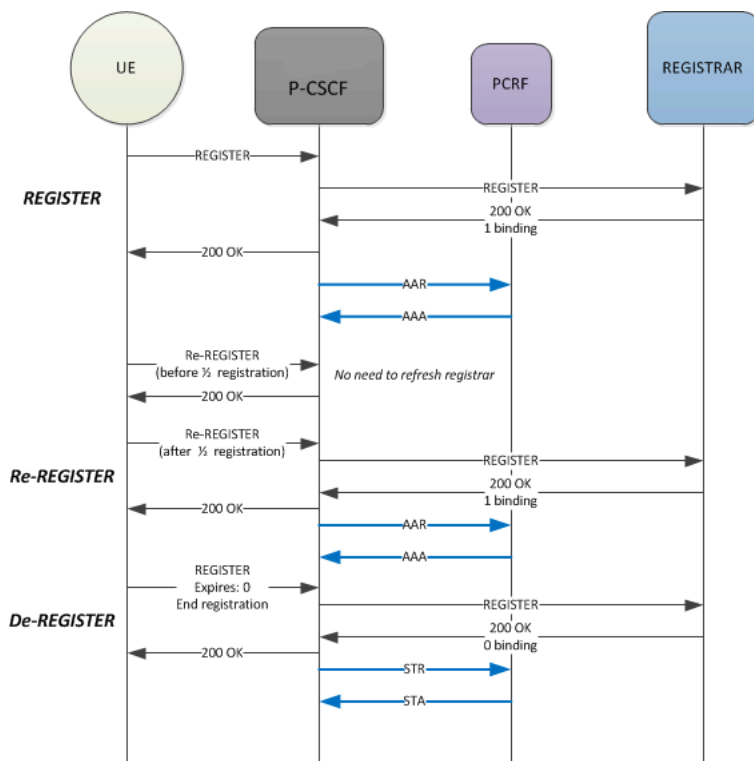 UE
P-CSCF
PCRF
REGISTRAR
REGISTER
REGISTER
REGISTER
200 OK
1 binding
200 OK
AAR
AAA
Re-REGISTER
(before ½ registration)
No need to refresh registrar
200 OK
Re-REGISTER
(after ½ registration)
REGISTER
Re-REGISTER
200 OK
1 binding
200 OK
AAR
AAA
REGISTER
Expires: 0
End registration
REGISTER
De-REGISTER
200 OK
0 binding
200 OK
STR
STA